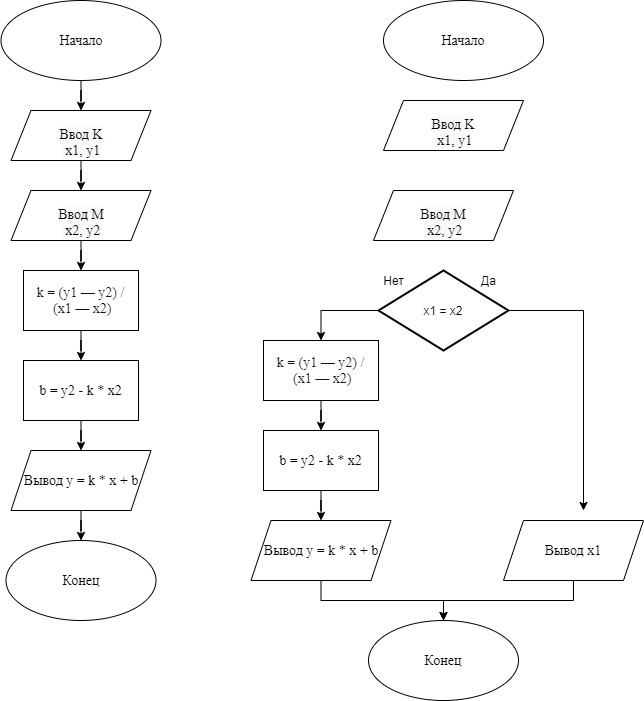 Начало
Ввод K
x1, y1
Ввод M
x2, y2
k = (y1 — y2) /
(x1 — x2)
b = y2 - k * x2
Вывод y = k * x + b
Конец
Начало
Ввод K
x1, y1
Ввод M
x2, y2
Нет
Да
x1 = x2
k = (y1 — y2) /
(x1 — x2)
b = y2 - k * x2
Вывод y = k * x + b
Вывод x1
Конец